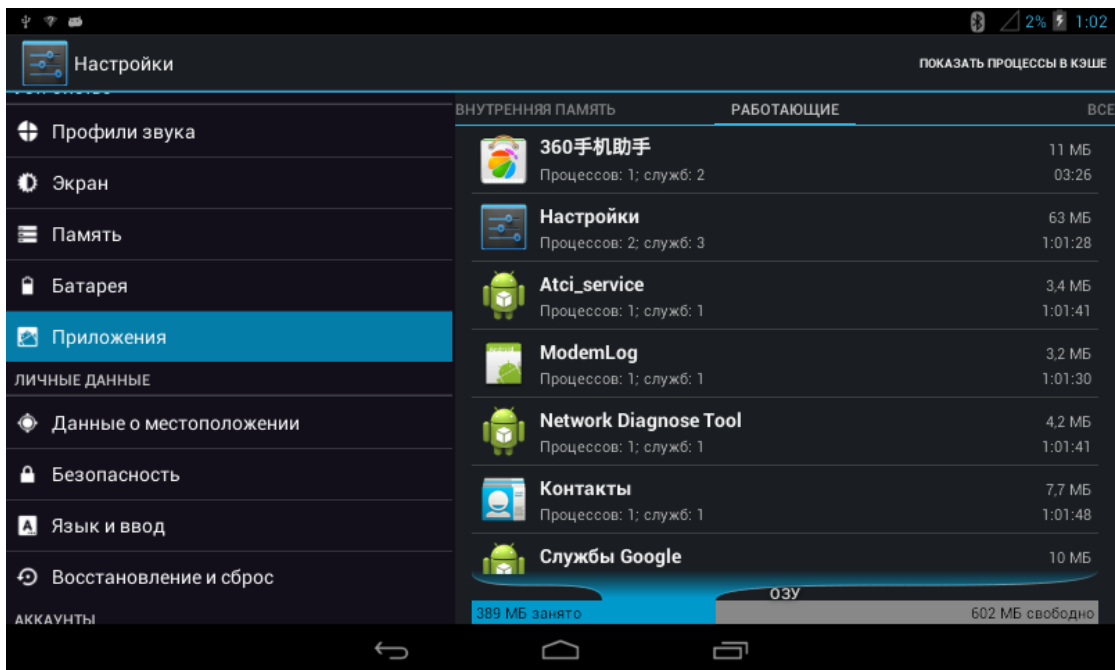 2% 1:02
Настройки
ПОКАЗАТЬ ПРОЦЕССЫ В КЭШЕ
Профили звука
Экран
Память
Батарея
Приложения
ЛИЧНЫЕ ДАННЫЕ
Данные о местоположении
Безопасность
Язык и ввод
Восстановление и сброс
АККАУНТЫ
ВНУТРЕННЯЯ ПАМЯТЬ РАБОТАЮЩИЕ ВСЕ
360手机助手 11 МБ
Процессов: 1; служб: 2 03:26
Настройки 63 МБ
Процессов: 2; служб: 3 1:01:28
Atci_service 3,4 МБ
Процессов: 1; служб: 1 1:01:41
ModemLog 3,2 МБ
Процессов: 1; служб: 1 1:01:30
Network Diagnose Tool 4,2 МБ
Процессов: 1; служб: 1 1:01:41
Контакты 7,7 МБ
Процессов: 1; служб: 1 1:01:48
Службы Google 10 МБ
ОЗУ
389 МБ занято 602 МБ свободно